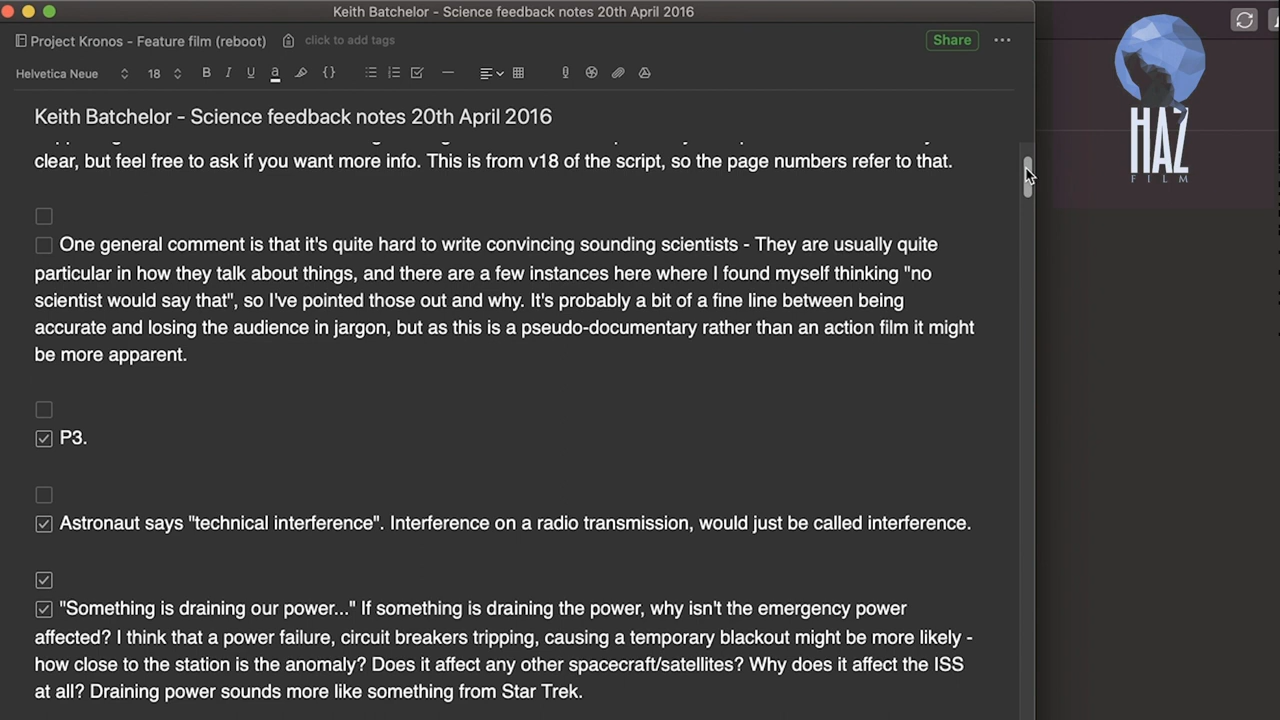 Keith Batchelor - Science feedback notes 20th April 2016
Project Kronos - Feature film (reboot) click to add tags Share
Helvetica Neue 18 B I U a {}
Keith Batchelor - Science feedback notes 20th April 2016
clear, but feel free to ask if you want more info. This is from v18 of the script, so the page numbers refer to that.
One general comment is that it's quite hard to write convincing sounding scientists - They are usually quite
particular in how they talk about things, and there are a few instances here where I found myself thinking "no
scientist would say that", so I've pointed those out and why. It's probably a bit of a fine line between being
accurate and losing the audience in jargon, but as this is a pseudo-documentary rather than an action film it might
be more apparent.
P3.
Astronaut says "technical interference". Interference on a radio transmission, would just be called interference.
"Something is draining our power..." If something is draining the power, why isn't the emergency power
affected? I think that a power failure, circuit breakers tripping, causing a temporary blackout might be more likely -
how close to the station is the anomaly? Does it affect any other spacecraft/satellites? Why does it affect the ISS
at all? Draining power sounds more like something from Star Trek.
HAZ
FILM